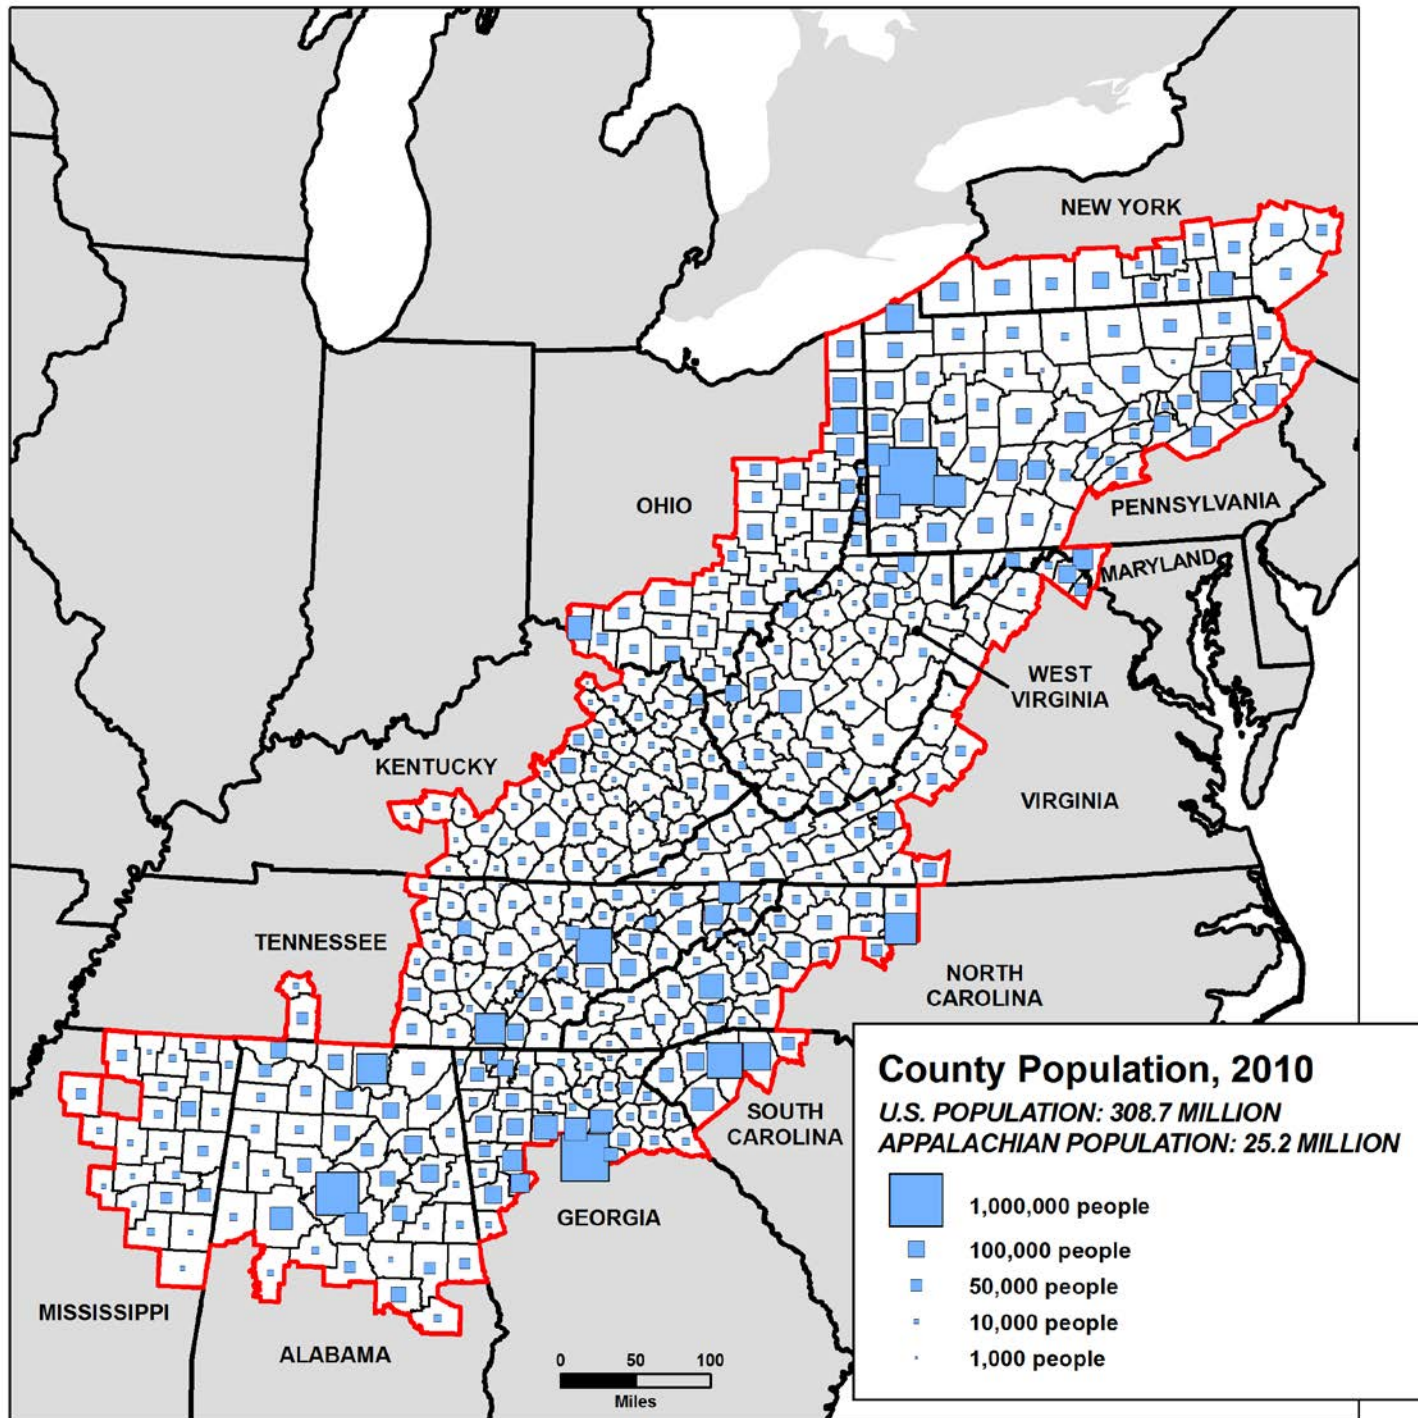 NEW YORK
OHIO
PENNSYLVANIA
MARYLAND
WEST
VIRGINIA
KENTUCKY
VIRGINIA
TENNESSEE
NORTH
CAROLINA
SOUTH
CAROLINA
GEORGIA
MISSISSIPPI
ALABAMA
0 50 100
Miles
County Population, 2010
U.S. POPULATION: 308.7 MILLION
APPALACHIAN POPULATION: 25.2 MILLION
1,000,000 people
100,000 people
50,000 people
10,000 people
1,000 people